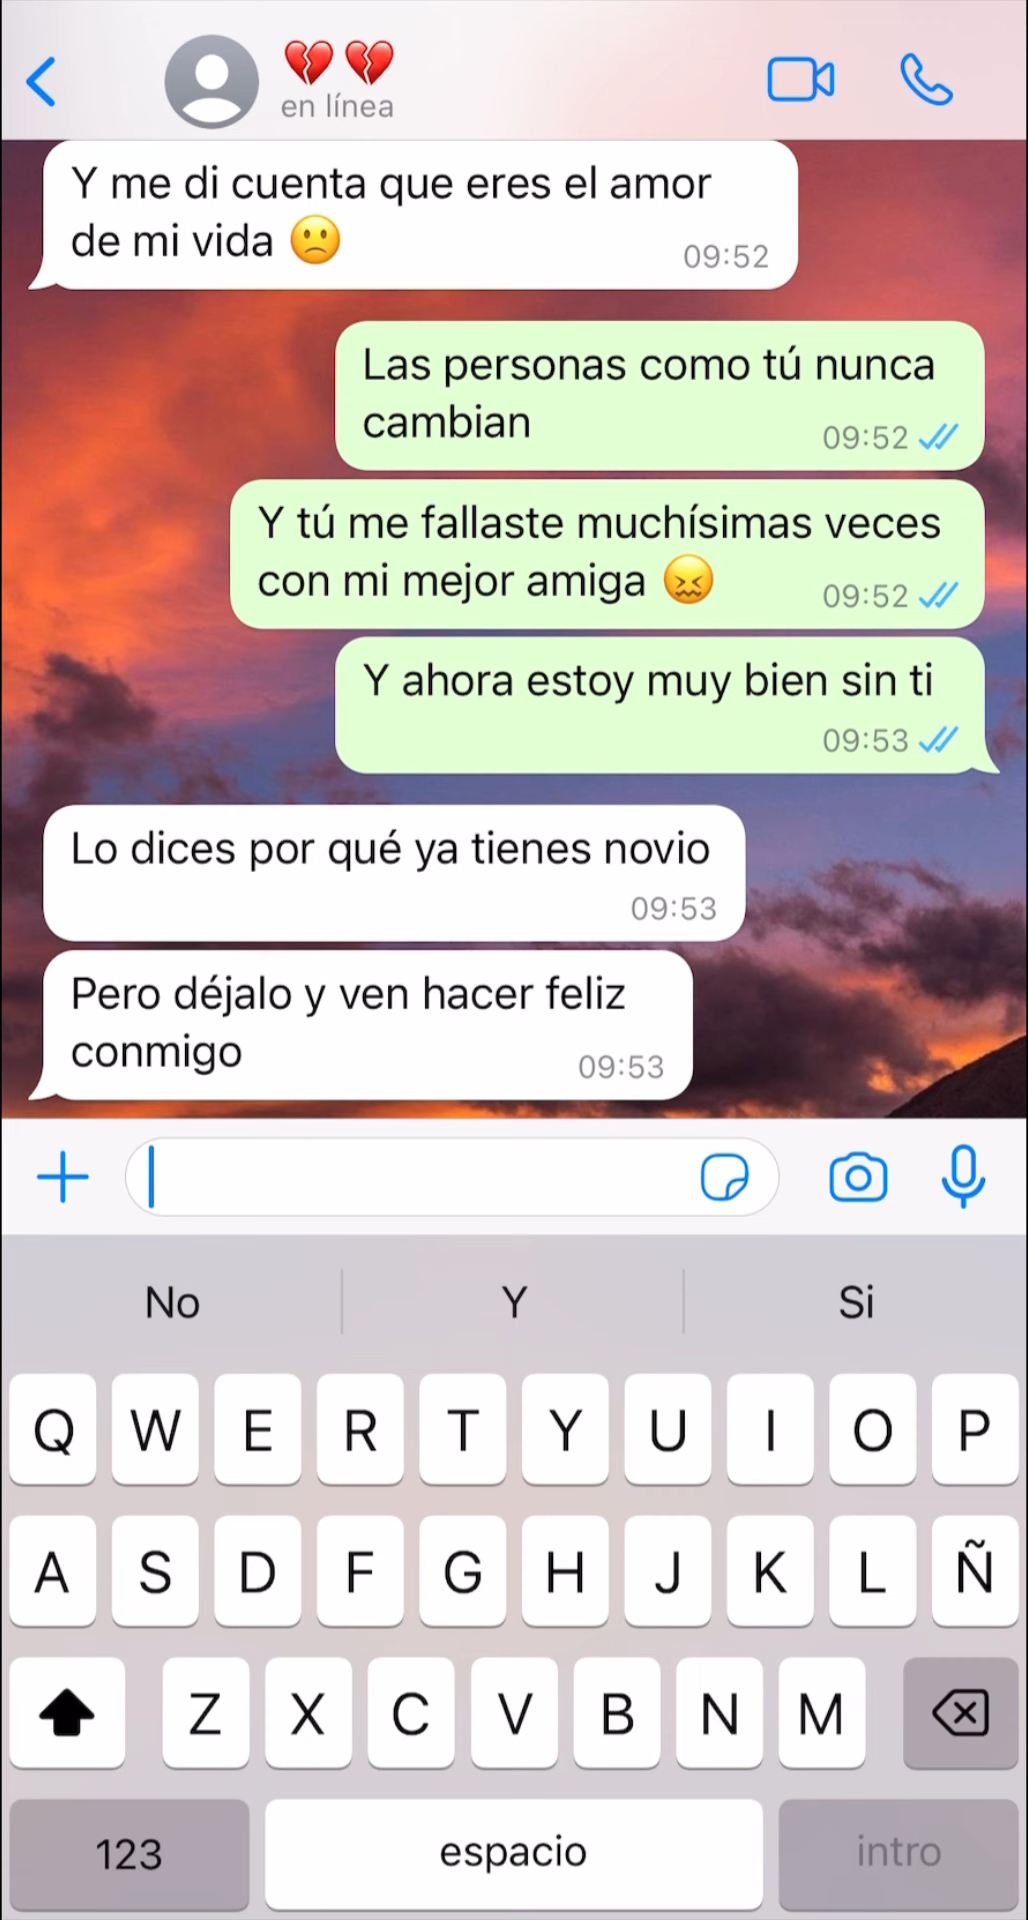 💔💔
en línea
Y me di cuenta que eres el amor
de mi vida 🙁
09:52
Las personas como tú nunca
cambian
09:52
Y tú me fallaste muchísimas veces
con mi mejor amiga 😖
09:52
Y ahora estoy muy bien sin ti
09:53
Lo dices por qué ya tienes novio
09:53
Pero déjalo y ven hacer feliz
conmigo
09:53
No Y Si
Q W E R T Y U I O P
A S D F G H J K L Ñ
Z X C V B N M
123 espacio intro